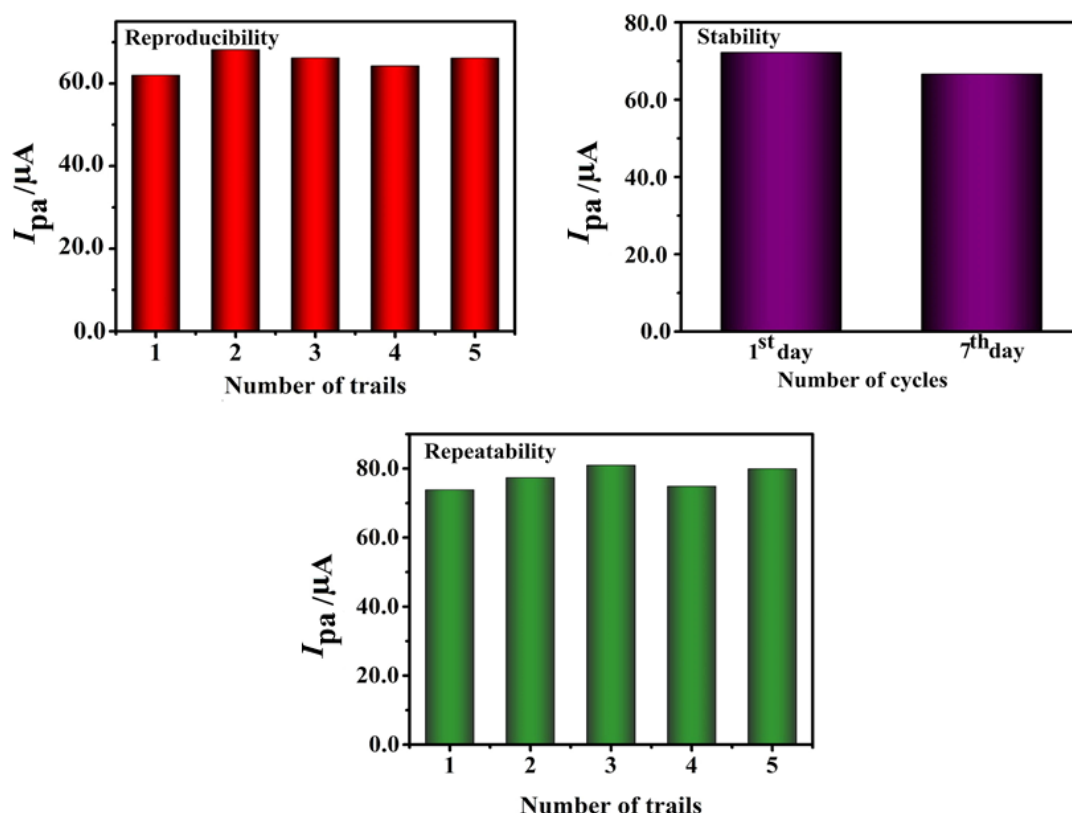 Reproducibility
60.0
40.0
20.0
0.0
Ipa /µA
1 2 3 4 5
Number of trails
Stability
80.0
60.0
40.0
20.0
0.0
Ipa /µA
1st day 7th day
Number of cycles
Repeatability
80.0
60.0
40.0
20.0
0.0
Ipa /µA
1 2 3 4 5
Number of trails